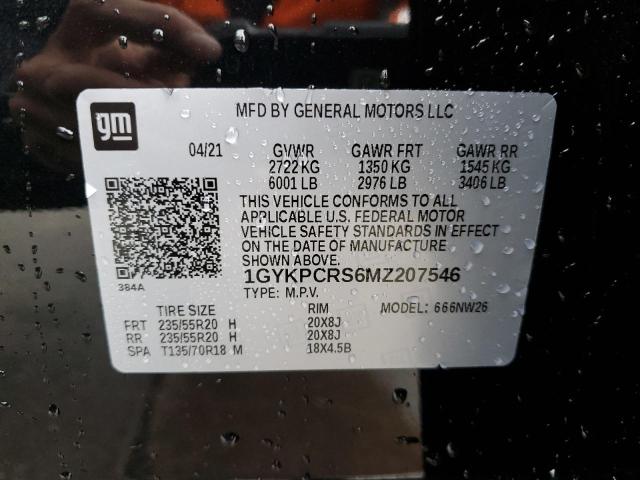 gm
MFD BY GENERAL MOTORS LLC
04/21 GVWR GAWR FRT GAWR RR
2722 KG 1350 KG 1545 KG
6001 LB 2976 LB 3406 LB
THIS VEHICLE CONFORMS TO ALL
APPLICABLE U.S. FEDERAL MOTOR
VEHICLE SAFETY STANDARDS IN EFFECT
ON THE DATE OF MANUFACTURE
SHOWN ABOVE.
384A
1GYKPCRS6MZ207546
TYPE: M.P.V. MODEL: 666NW26
TIRE SIZE RIM
FRT 235/55R20 H 20X8J
RR 235/55R20 H 20X8J
SPA T135/70R18 M 18X4.5B